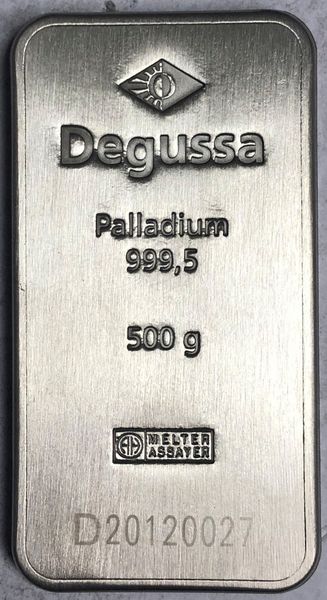 Degussa
Palladium
999,5
500 g
MELTER
ASSAYER
D20120027